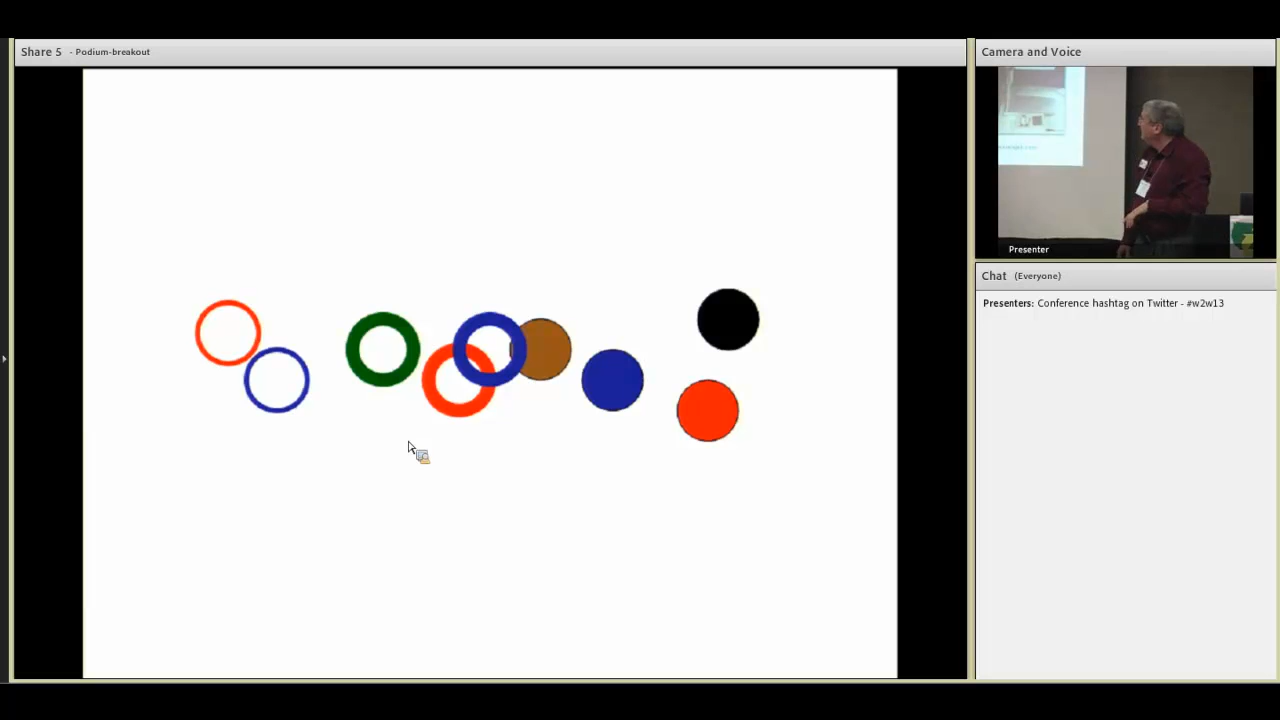 Share 5 - Podium-breakout
Camera and Voice
Presenter
Chat (Everyone)
Presenters: Conference hashtag on Twitter - #w2w13